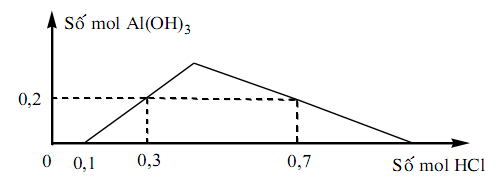 Số mol Al(OH)3
0,2
0
0,1
0,3
0,7
Số mol HCl